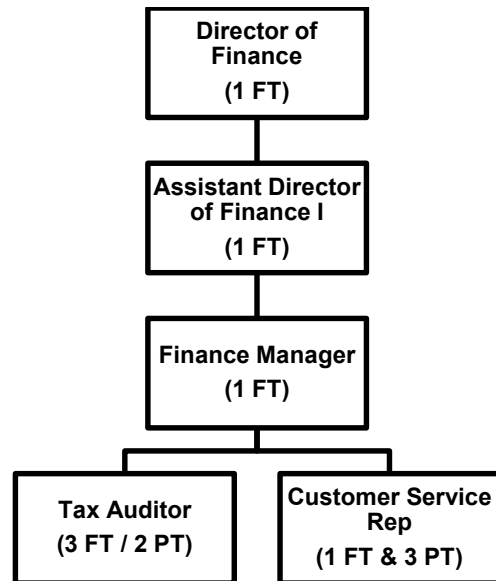 Director of
Finance
(1 FT)
Assistant Director
of Finance I
(1 FT)
Finance Manager
(1 FT)
Tax Auditor
(3 FT / 2 PT)
Customer Service
Rep
(1 FT & 3 PT)